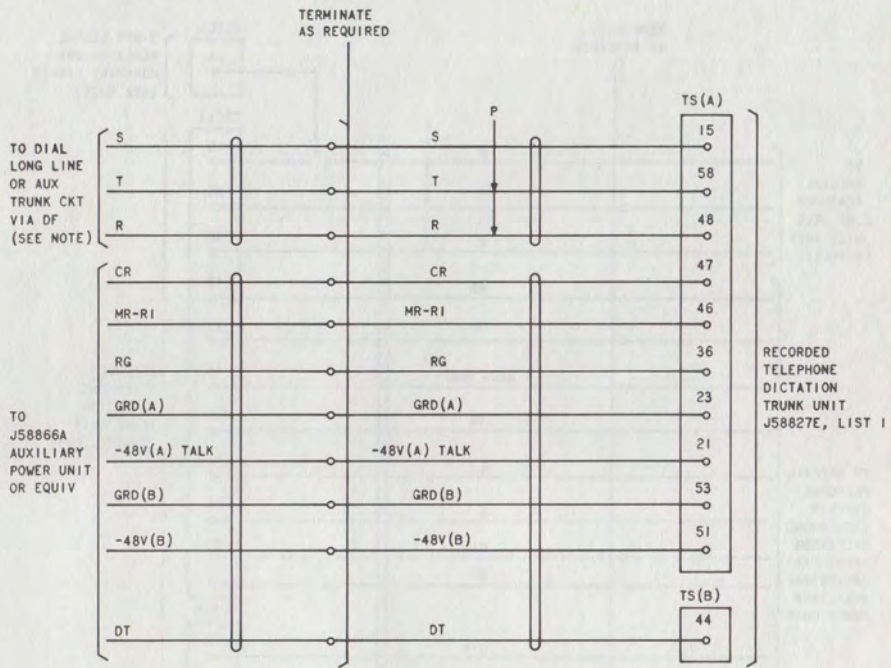 TERMINATE
AS REQUIRED
TS(A)
P
TO DIAL
LONG LINE
OR AUX
TRUNK CKT
VIA DF
(SEE NOTE)
S S 15
T T 58
R R 48
CR CR 47
MR-R1 MR-R1 46
RG RG 36
GRD(A) GRD(A) 23
-48V(A) TALK -48V(A) TALK 21
GRD(B) GRD(B) 53
-48V(B) -48V(B) 51
TO
J58866A
AUXILIARY
POWER UNIT
OR EQUIV
RECORDED
TELEPHONE
DICTATION
TRUNK UNIT
J58827E, LIST 1
TS(B)
DT DT 44